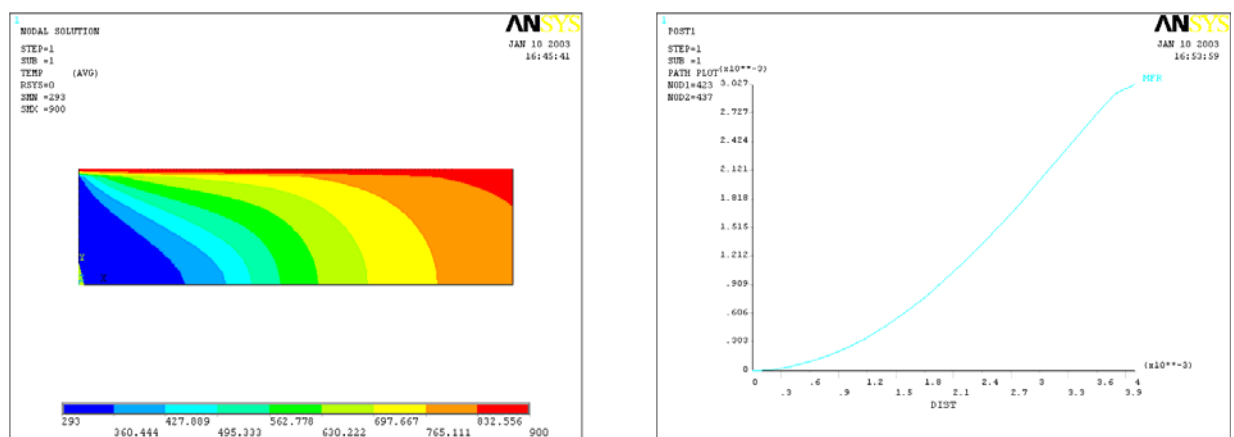 1
ANSYS
NODAL SOLUTION
JAN 10 2003
16:45:41
STEP=1
SUB =1
TEMP (AVG)
RSYS=0
SMN =293
SMX =900
Y
X
293 427.889 562.778 697.667 832.556
360.444 495.333 630.222 765.111 900
1
ANSYS
POST1
JAN 10 2003
16:53:59
STEP=1
SUB =1
PATH PLOT
NOD1=423
NOD2=437
(x10**-3)
3.027
MFR
2.727
2.424
2.121
1.818
1.515
1.212
.909
.606
.303
0
(x10**-3)
0 .6 1.2 1.8 2.4 3 3.6 4
.3 .9 1.5 2.1 2.7 3.3 3.9
DIST